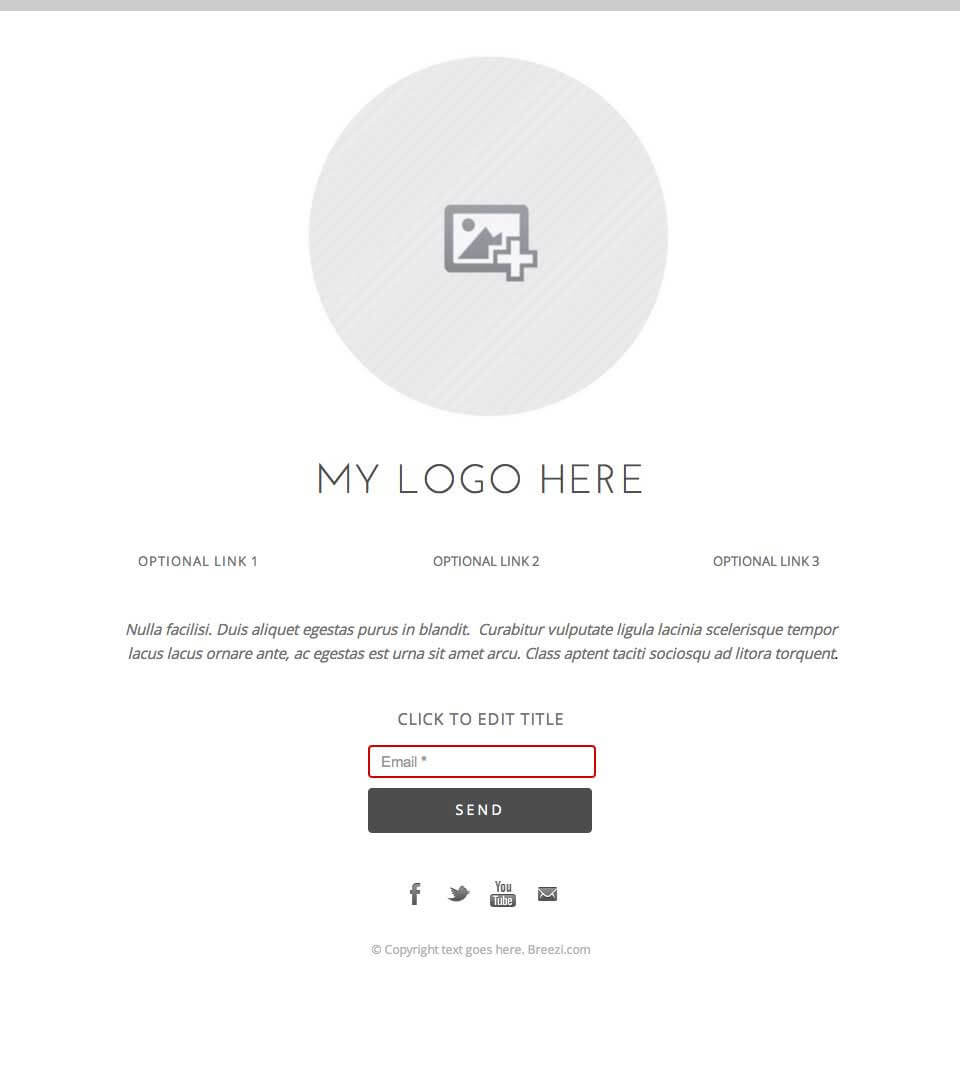 MY LOGO HERE
OPTIONAL LINK 1
OPTIONAL LINK 2
OPTIONAL LINK 3
Nulla facilisi. Duis aliquet egestas purus in blandit.  Curabitur vulputate ligula lacinia scelerisque tempor
lacus lacus ornare ante, ac egestas est urna sit amet arcu. Class aptent taciti sociosqu ad litora torquent.
CLICK TO EDIT TITLE
Email *
SEND
f
You
Tube
© Copyright text goes here. Breezi.com